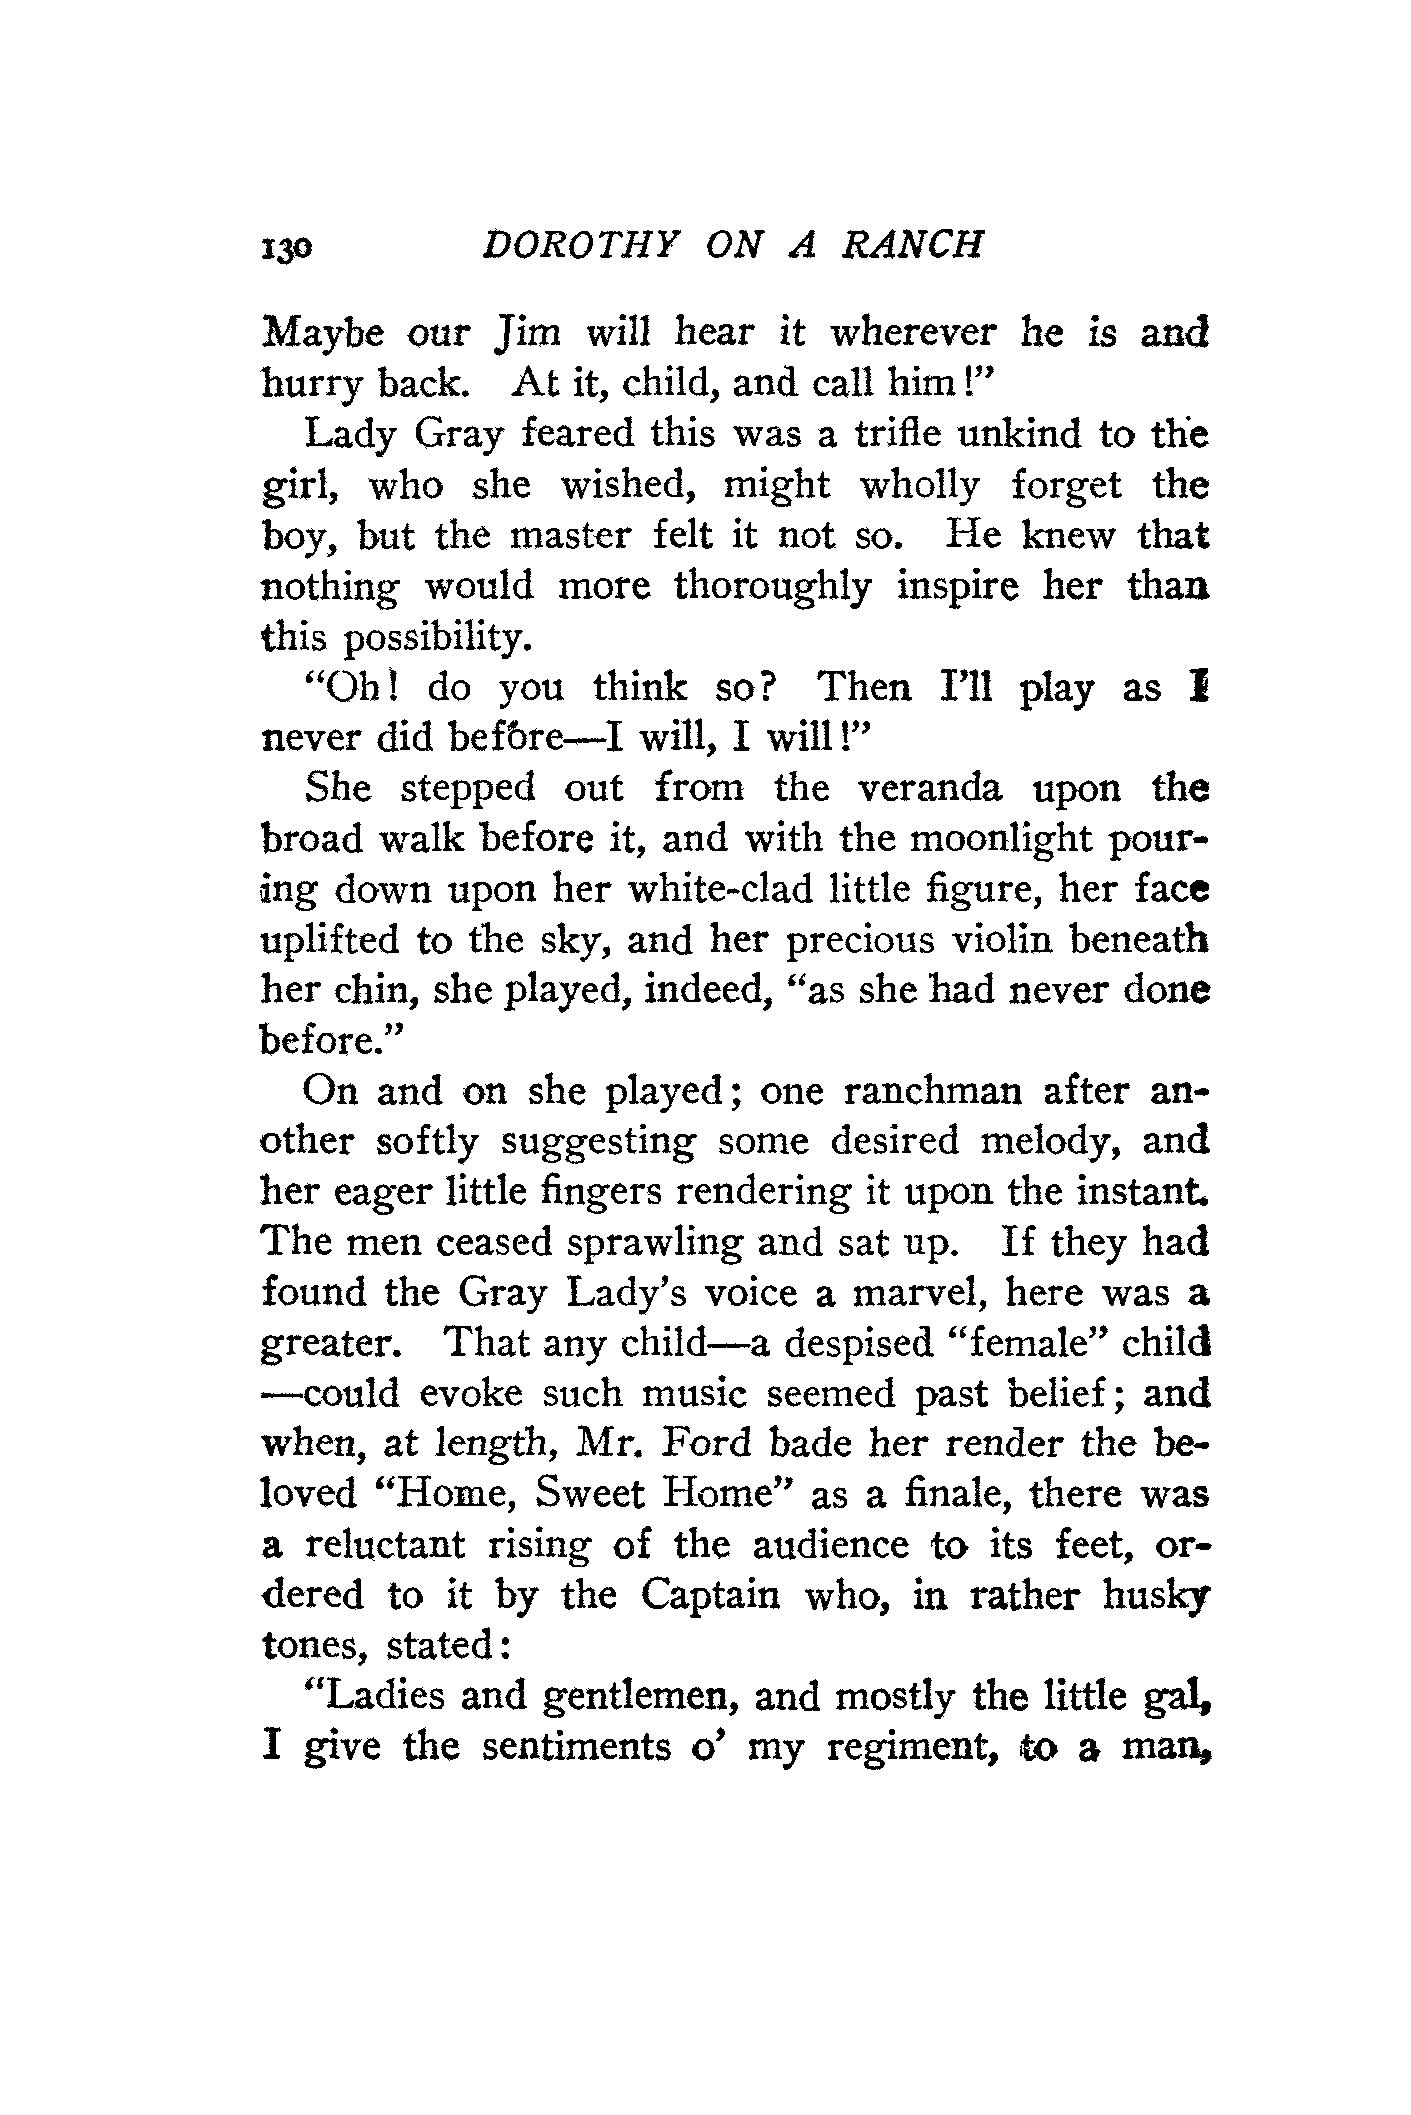 130 DOROTHY ON A RANCH
Maybe our Jim will hear it wherever he is and
hurry back. At it, child, and call him!”
Lady Gray feared this was a trifle unkind to the
girl, who she wished, might wholly forget the
boy, but the master felt it not so. He knew that
nothing would more thoroughly inspire her than
this possibility.
“Oh! do you think so? Then I’ll play as I
never did before—I will, I will!”
She stepped out from the veranda upon the
broad walk before it, and with the moonlight pour-
ing down upon her white-clad little figure, her face
uplifted to the sky, and her precious violin beneath
her chin, she played, indeed, “as she had never done
before.”
On and on she played; one ranchman after an-
other softly suggesting some desired melody, and
her eager little fingers rendering it upon the instant.
The men ceased sprawling and sat up. If they had
found the Gray Lady’s voice a marvel, here was a
greater. That any child—a despised “female” child
—could evoke such music seemed past belief; and
when, at length, Mr. Ford bade her render the be-
loved “Home, Sweet Home” as a finale, there was
a reluctant rising of the audience to its feet, or-
dered to it by the Captain who, in rather husky
tones, stated:
“Ladies and gentlemen, and mostly the little gal,
I give the sentiments o’ my regiment, to a man,